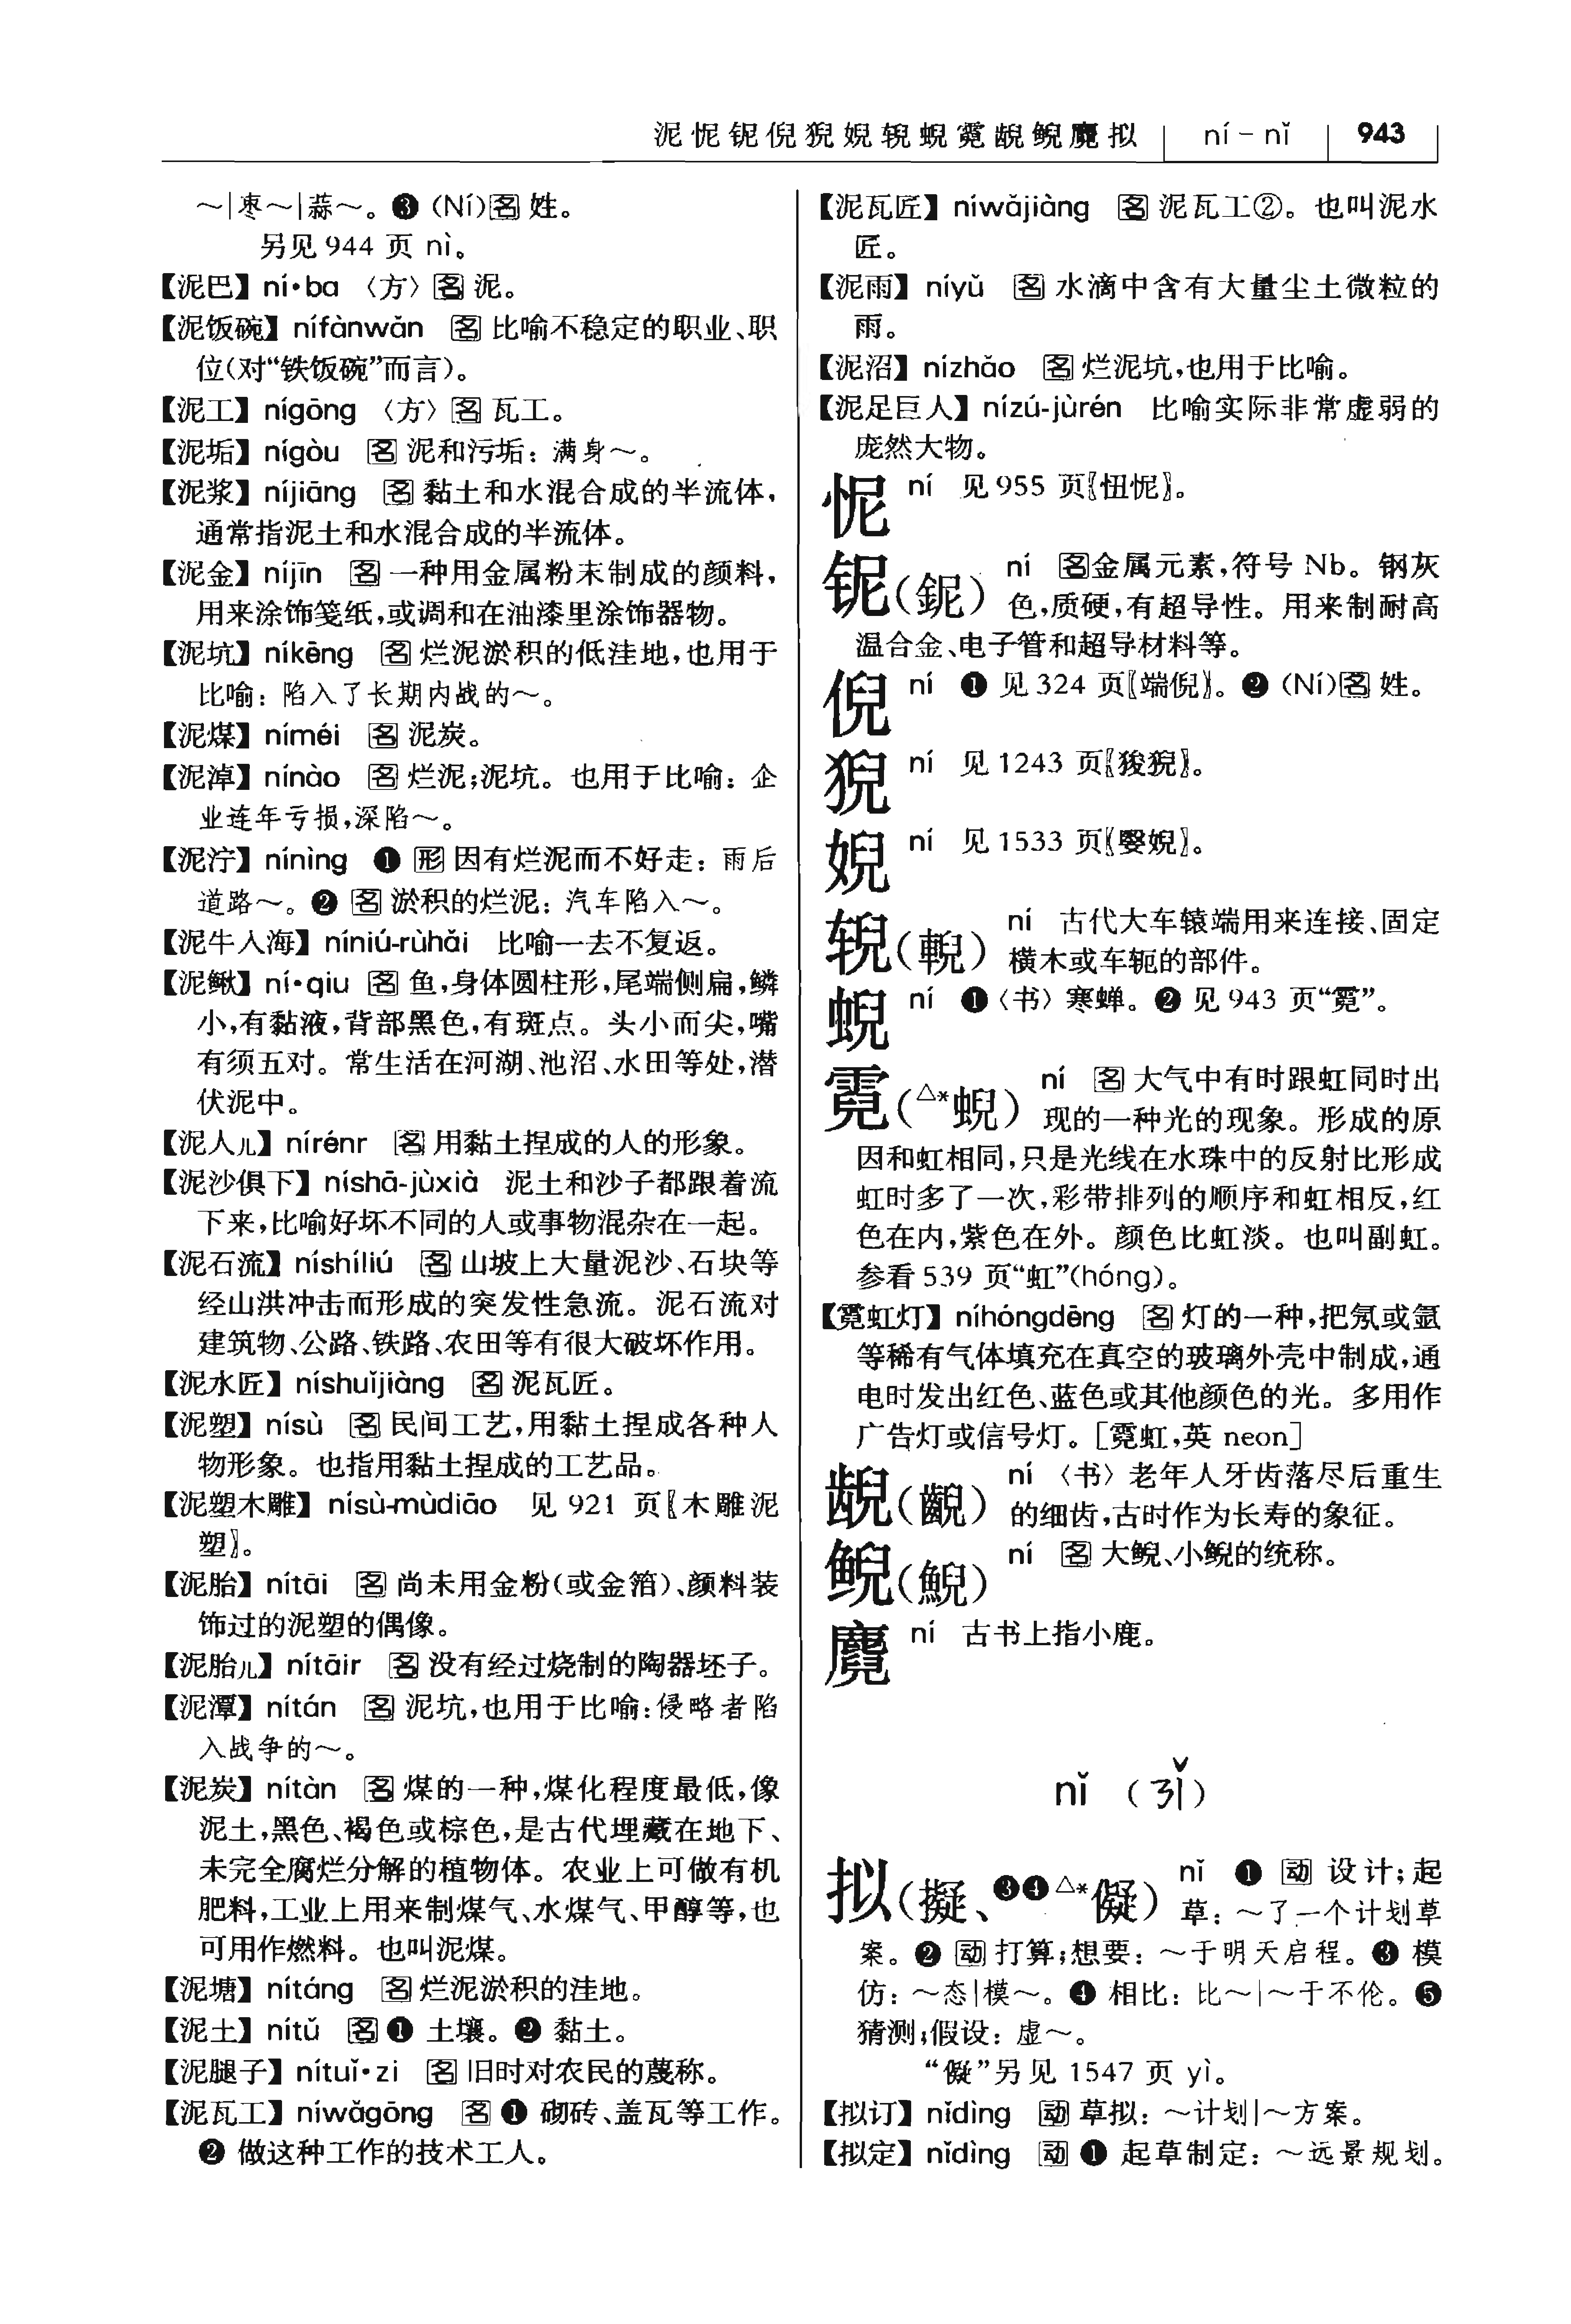 泥怩铌倪猊婗𫐐蜺霓齯鲵麑拟 ní – nǐ 943
～|枣～|蒜～。❸(Ní)名 姓。
另见944 页 nì。
【泥巴】ní·ba 〈方〉名 泥。
【泥饭碗】nífànwǎn 名 比喻不稳定的职业、职
位(对“铁饭碗”而言)。
【泥工】nígōng 〈方〉名 瓦工。
【泥垢】nígòu 名 泥和污垢：满身～。
【泥浆】níjiāng 名 黏土和水混合成的半流体，
通常指泥土和水混合成的半流体。
【泥金】níjīn 名 一种用金属粉末制成的颜料，
用来涂饰笺纸，或调和在油漆里涂饰器物。
【泥坑】níkēng 名 烂泥淤积的低洼地，也用于
比喻：陷入了长期内战的～。
【泥煤】níméi 名 泥炭。
【泥淖】nínào 名 烂泥；泥坑。也用于比喻：企
业连年亏损，深陷～。
【泥泞】nínìng ❶ 形 因有烂泥而不好走：雨后
道路～。❷ 名 淤积的烂泥：汽车陷入～。
【泥牛入海】níniú-rùhǎi 比喻一去不复返。
【泥鳅】ní·qiu 名 鱼，身体圆柱形，尾端侧扁，鳞
小，有黏液，背部黑色，有斑点。头小而尖，嘴
有须五对。常生活在河湖、池沼、水田等处，潜
伏泥中。
【泥人儿】nírénr 名 用黏土捏成的人的形象。
【泥沙俱下】níshā-jùxià 泥土和沙子都跟着流
下来，比喻好坏不同的人或事物混杂在一起。
【泥石流】níshíliú 名 山坡上大量泥沙、石块等
经山洪冲击而形成的突发性急流。泥石流对
建筑物、公路、铁路、农田等有很大破坏作用。
【泥水匠】níshuǐjiàng 名 泥瓦匠。
【泥塑】nísù 名 民间工艺，用黏土捏成各种人
物形象。也指用黏土捏成的工艺品。
【泥塑木雕】nísù-mùdiāo 见 921 页〖木雕泥
塑〗。
【泥胎】nítāi 名 尚未用金粉(或金箔)、颜料装
饰过的泥塑的偶像。
【泥胎儿】nítāir 名 没有经过烧制的陶器坯子。
【泥潭】nítán 名 泥坑，也用于比喻：侵略者陷
入战争的～。
【泥炭】nítàn 名 煤的一种，煤化程度最低，像
泥土，黑色、褐色或棕色，是古代埋藏在地下、
未完全腐烂分解的植物体。农业上可做有机
肥料，工业上用来制煤气、水煤气、甲醇等，也
可用作燃料。也叫泥煤。
【泥塘】nítáng 名 烂泥淤积的洼地。
【泥土】nítǔ 名 ❶ 土壤。❷ 黏土。
【泥腿子】nítuǐ·zi 名 旧时对农民的蔑称。
【泥瓦工】níwǎgōng 名 ❶ 砌砖、盖瓦等工作。
❷ 做这种工作的技术工人。
【泥瓦匠】níwǎjiàng 名 泥瓦工②。也叫泥水
匠。
【泥雨】níyǔ 名 水滴中含有大量尘土微粒的
雨。
【泥沼】nízhǎo 名 烂泥坑，也用于比喻。
【泥足巨人】nízú-jùrén 比喻实际非常虚弱的
庞然大物。
怩 ní 见955 页〖忸怩〗。
铌(鈮) ní 名金属元素，符号 Nb。钢灰
色，质硬，有超导性。用来制耐高
温合金、电子管和超导材料等。
倪 ní ❶ 见324 页〖端倪〗。❷(Ní)名 姓。
猊 ní 见1243 页〖狻猊〗。
婗 ní 见1533 页〖嫛婗〗。
𫐐(輗) ní 古代大车辕端用来连接、固定
横木或车轭的部件。
蜺 ní ❶〈书〉寒蝉。❷ 见943 页“霓”。
霓(△*蜺) ní 名 大气中有时跟虹同时出
现的一种光的现象。形成的原
因和虹相同，只是光线在水珠中的反射比形成
虹时多了一次，彩带排列的顺序和虹相反，红
色在内，紫色在外。颜色比虹淡。也叫副虹。
参看539 页“虹”(hóng)。
【霓虹灯】níhóngdēng 名 灯的一种，把氖或氩
等稀有气体填充在真空的玻璃外壳中制成，通
电时发出红色、蓝色或其他颜色的光。多用作
广告灯或信号灯。[霓虹，英 neon]
𫠜(齯) ní 〈书〉老年人牙齿落尽后重生
的细齿，古时作为长寿的象征。
鲵(鯢) ní 名 大鲵、小鲵的统称。
麑 ní 古书上指小鹿。
nǐ (ㄋㄧˇ)
拟(擬、❸❹△*儗) nǐ ❶ 动 设计；起
草：～了一个计划草
案。❷ 动 打算；想要：～于明天启程。❸ 模
仿：～态|模～。❹ 相比：比～|～于不伦。❺
猜测；假设：虚～。
“儗”另见 1547 页 yì。
【拟订】nǐdìng 动 草拟：～计划|～方案。
【拟定】nǐdìng 动 ❶ 起草制定：～远景规划。